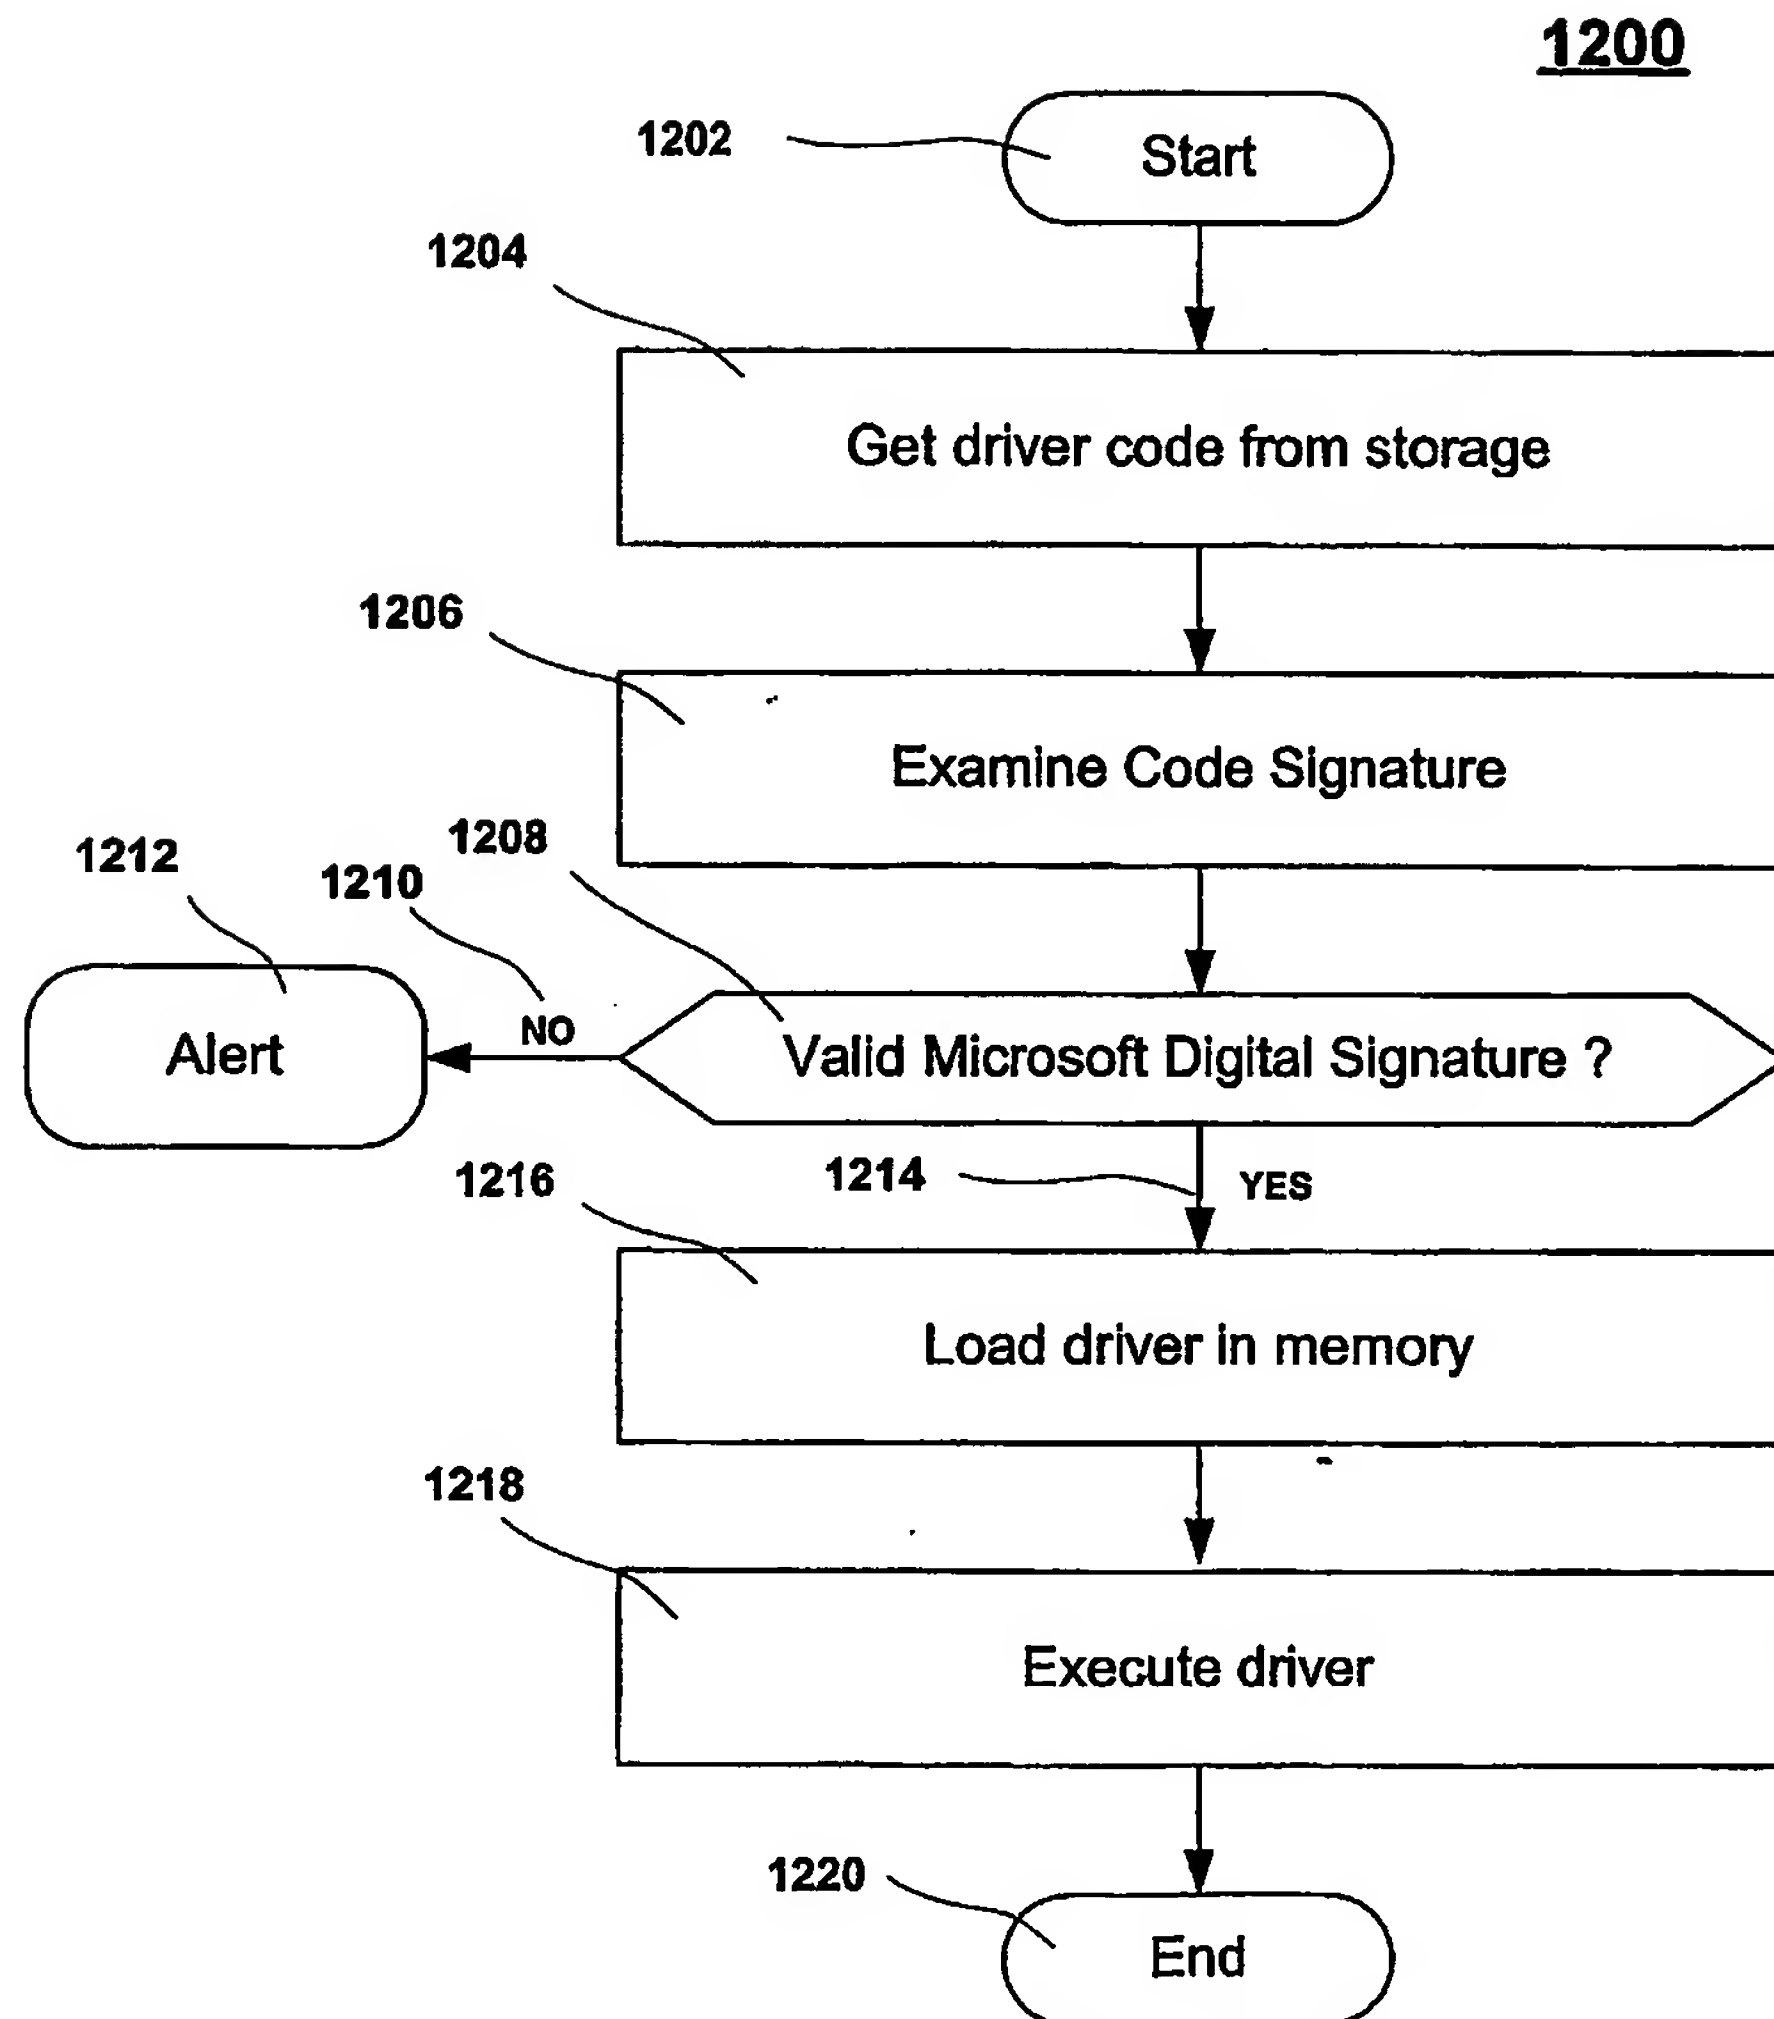 1200
1202
Start
1204
Get driver code from storage
1206
Examine Code Signature
1208
1212
1210
NO
Alert
Valid Microsoft Digital Signature ?
1216
1214
YES
Load driver in memory
1218
Execute driver
1220
End